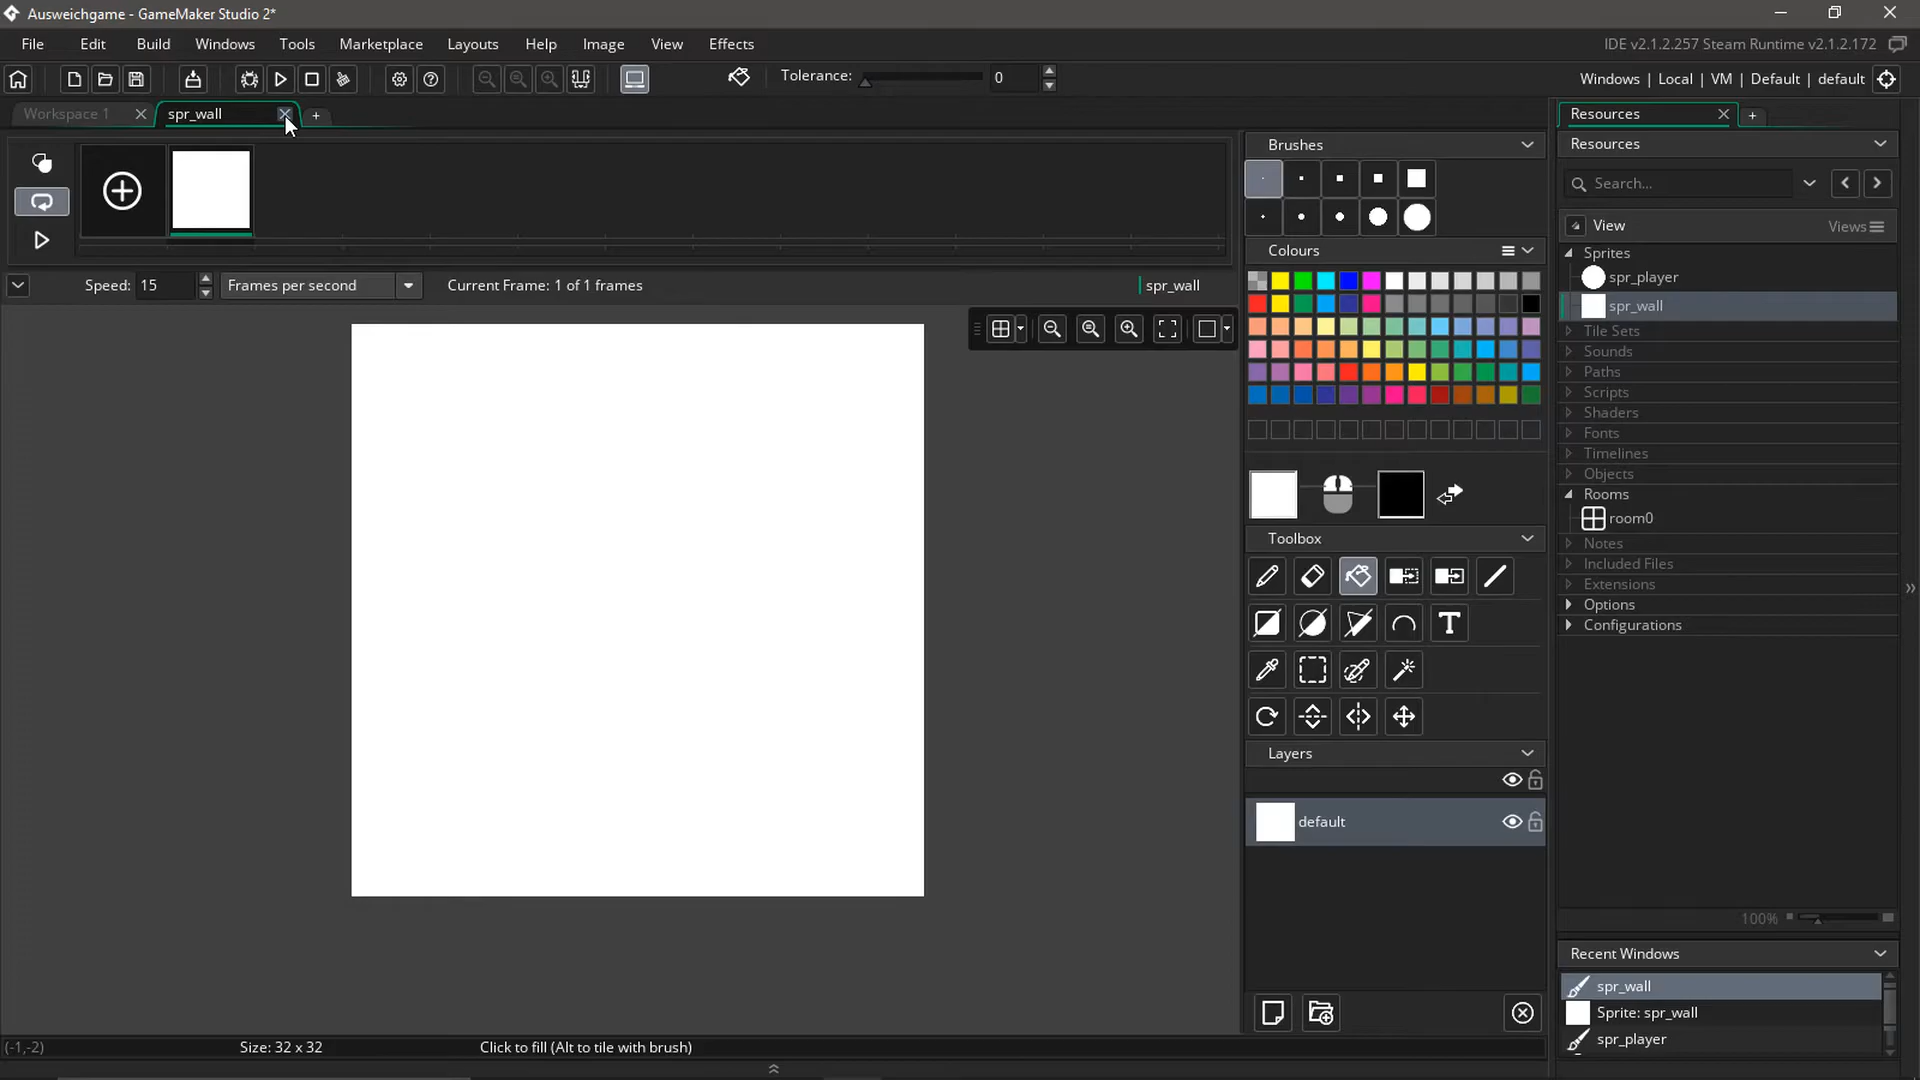 Ausweichgame - GameMaker Studio 2*
File Edit Build Windows Tools Marketplace Layouts Help Image View Effects
IDE v2.1.2.257 Steam Runtime v2.1.2.172
Tolerance: 0
Windows | Local | VM | Default | default
Workspace 1
spr_wall
Speed: 15 Frames per second Current Frame: 1 of 1 frames
spr_wall
Brushes
Colours
Toolbox
Layers
default
Resources
Resources
Search...
View Views
Sprites
spr_player
spr_wall
Tile Sets
Sounds
Paths
Scripts
Shaders
Fonts
Timelines
Objects
Rooms
room0
Notes
Included Files
Extensions
Options
Configurations
100%
Recent Windows
spr_wall
Sprite: spr_wall
spr_player
(-1,-2) Size: 32 x 32 Click to fill (Alt to tile with brush)